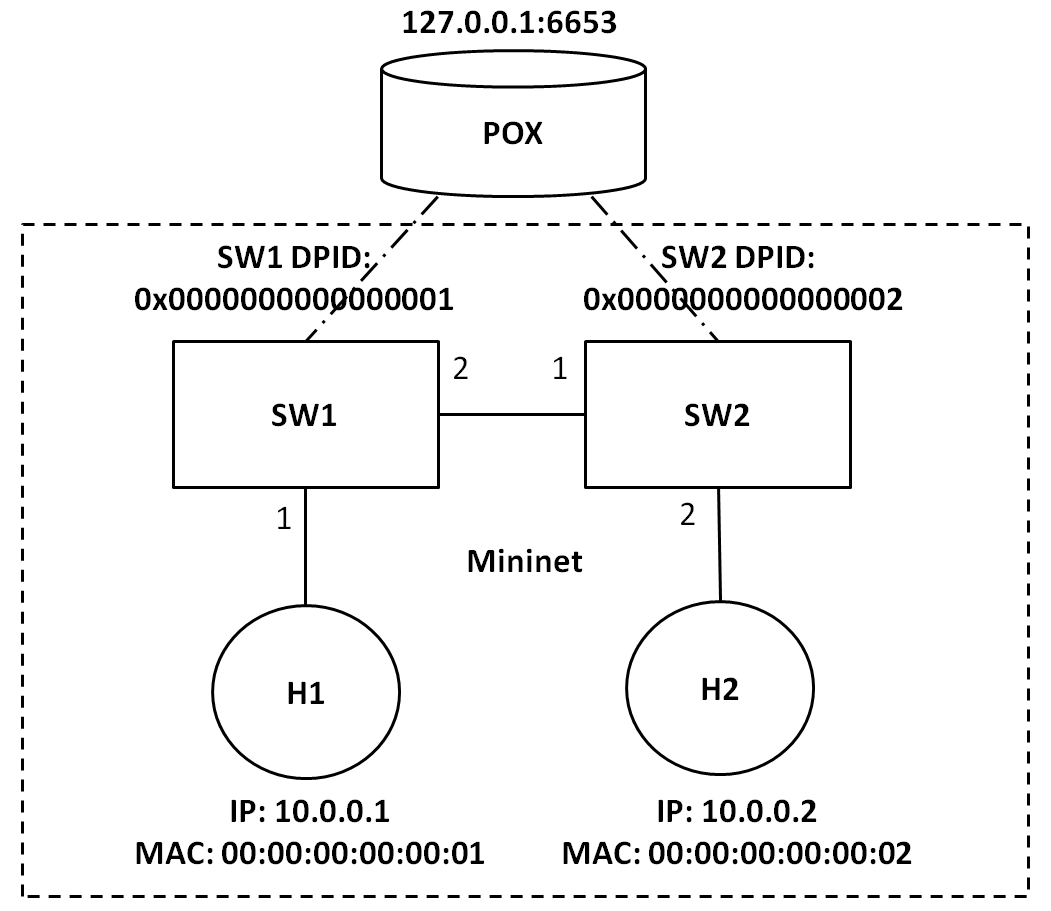 127.0.0.1:6653
POX
SW1 DPID:
0x0000000000000001
SW2 DPID:
0x0000000000000002
2
1
SW1
SW2
1
2
Mininet
H1
H2
IP: 10.0.0.1
MAC: 00:00:00:00:00:01
IP: 10.0.0.2
MAC: 00:00:00:00:00:02